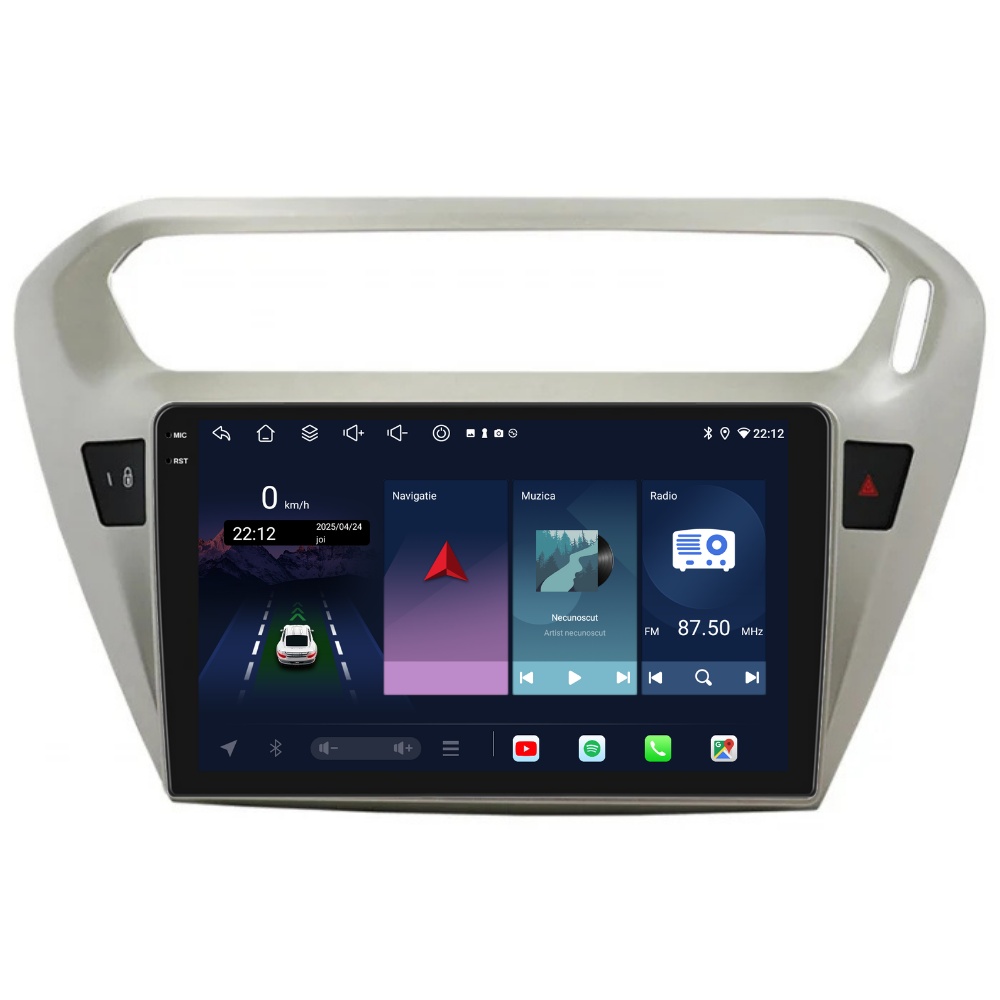 MIC
RST
22:12
0 km/h
22:12
2025/04/24
joi
Navigatie
Muzica
Necunoscut
Artist necunoscut
Radio
FM 87.50 MHz